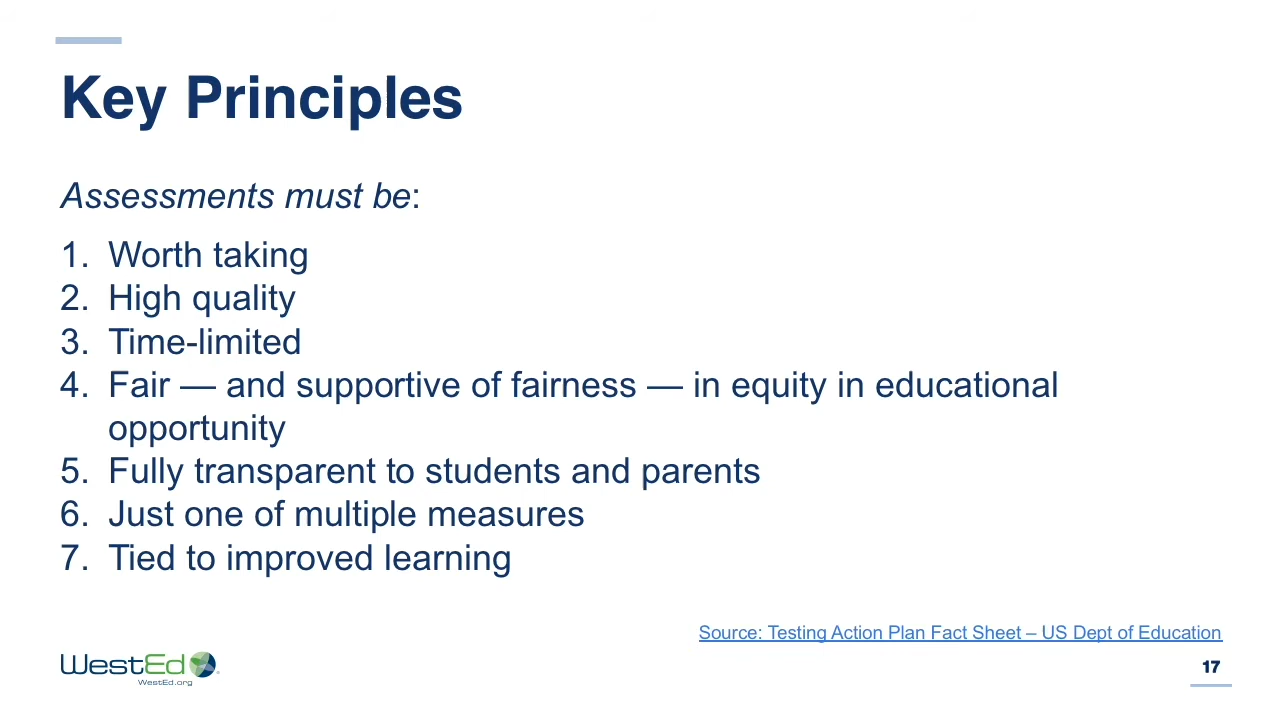 Key Principles
Assessments must be:
1. Worth taking
2. High quality
3. Time-limited
4. Fair — and supportive of fairness — in equity in educational
opportunity
5. Fully transparent to students and parents
6. Just one of multiple measures
7. Tied to improved learning
Source: Testing Action Plan Fact Sheet – US Dept of Education
WestEd
WestEd.org
17